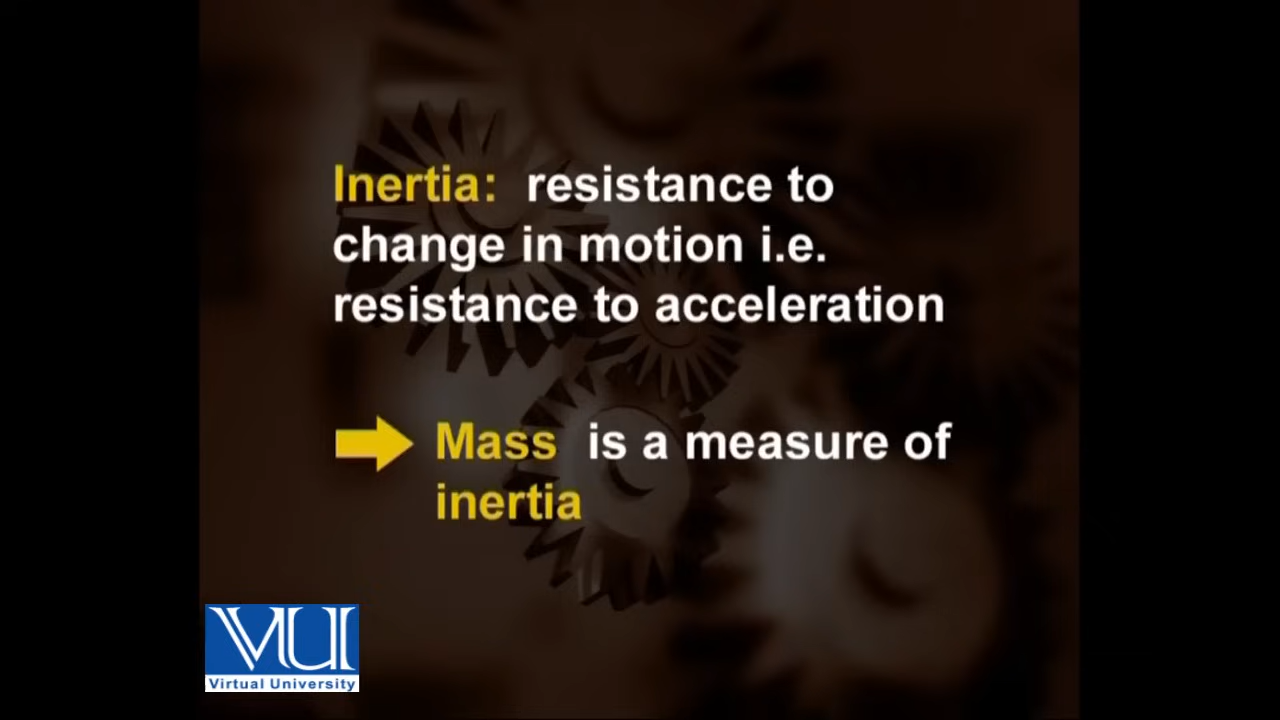 Inertia: resistance to
change in motion i.e.
resistance to acceleration
Mass is a measure of
inertia
VU
Virtual University